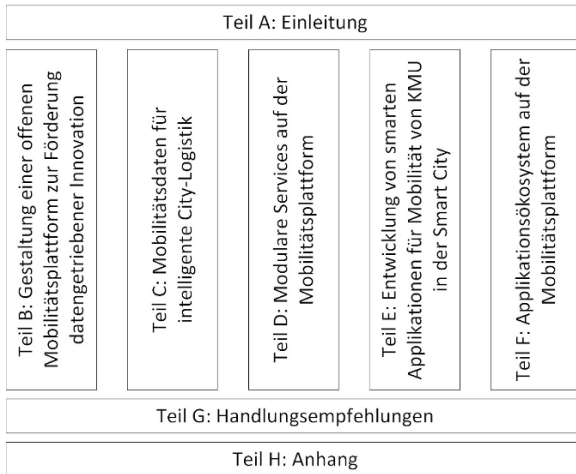 Teil A: Einleitung
Teil B: Gestaltung einer offenen
Mobilitätsplattform zur Förderung
datengetriebener Innovation
Teil C: Mobilitätsdaten für
intelligente City-Logistik
Teil D: Modulare Services auf der
Mobilitätsplattform
Teil E: Entwicklung von smarten
Applikationen für Mobilität von KMU
in der Smart City
Teil F: Applikationsökosystem auf der
Mobilitätsplattform
Teil G: Handlungsempfehlungen
Teil H: Anhang